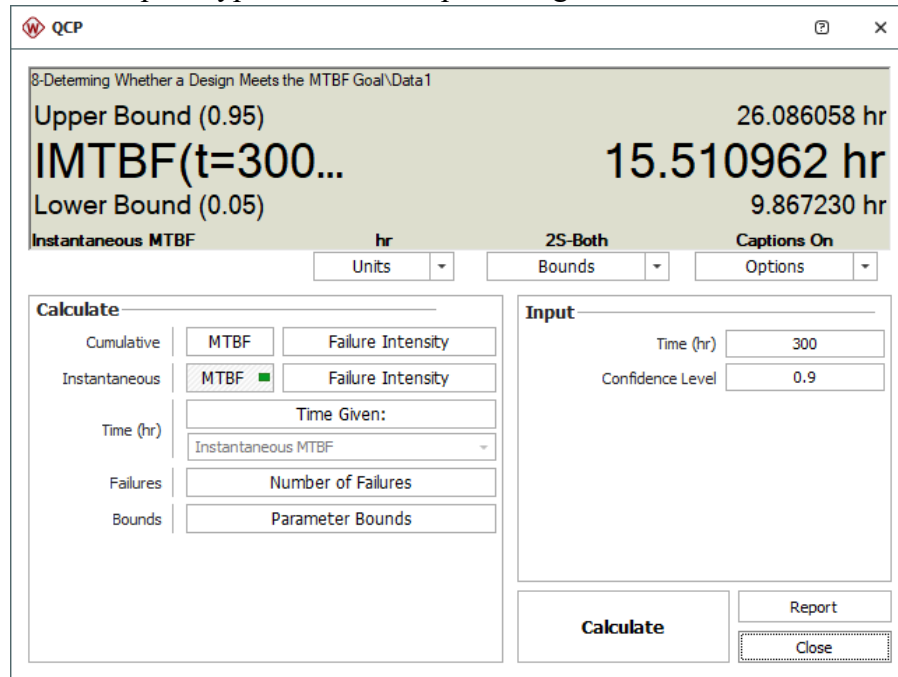 QCP
8-Determing Whether a Design Meets the MTBF Goal\Data1
Upper Bound (0.95) 26.086058 hr
IMTBF(t=300... 15.510962 hr
Lower Bound (0.05) 9.867230 hr
Instantaneous MTBF hr 2S-Both Captions On
Units Bounds Options
Calculate
Cumulative MTBF Failure Intensity
Instantaneous MTBF Failure Intensity
Time (hr) Time Given:
Instantaneous MTBF
Failures Number of Failures
Bounds Parameter Bounds
Input
Time (hr) 300
Confidence Level 0.9
Calculate
Report
Close